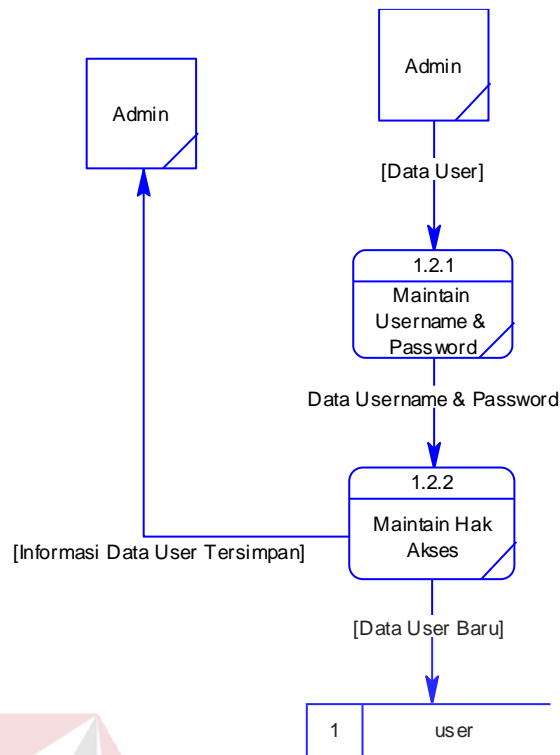 Admin
Admin
[Data User]
1.2.1
Maintain
Username &
Password
Data Username & Password
1.2.2
Maintain Hak
Akses
[Informasi Data User Tersimpan]
[Data User Baru]
1 user